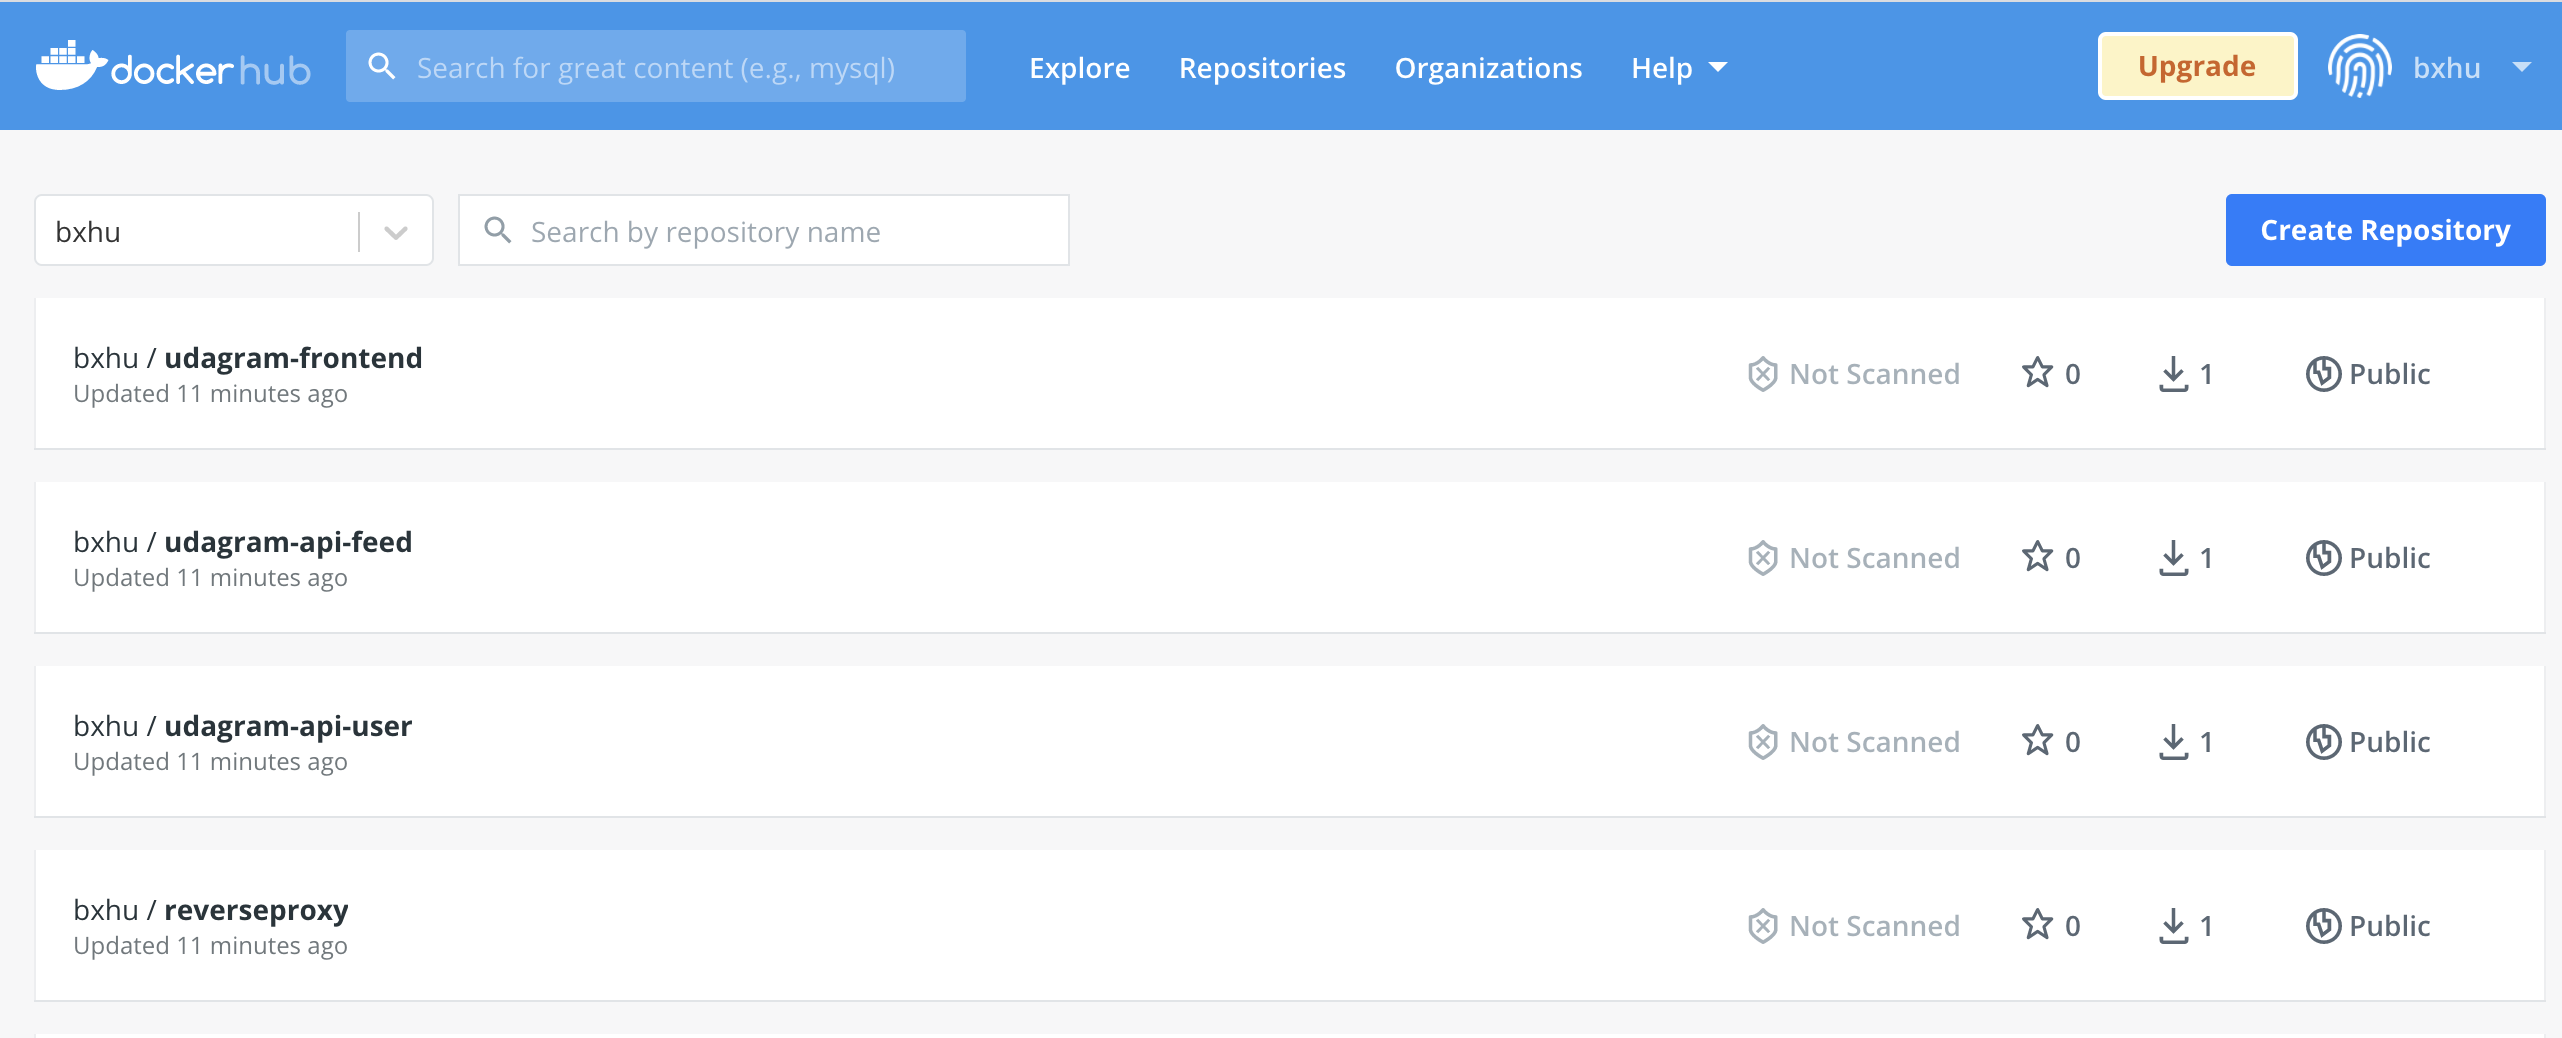 docker hub
Search for great content (e.g., mysql)
Explore
Repositories
Organizations
Help
Upgrade
bxhu
bxhu
Search by repository name
Create Repository
bxhu / udagram-frontend
Updated 11 minutes ago
Not Scanned
0
1
Public
bxhu / udagram-api-feed
Updated 11 minutes ago
Not Scanned
0
1
Public
bxhu / udagram-api-user
Updated 11 minutes ago
Not Scanned
0
1
Public
bxhu / reverseproxy
Updated 11 minutes ago
Not Scanned
0
1
Public